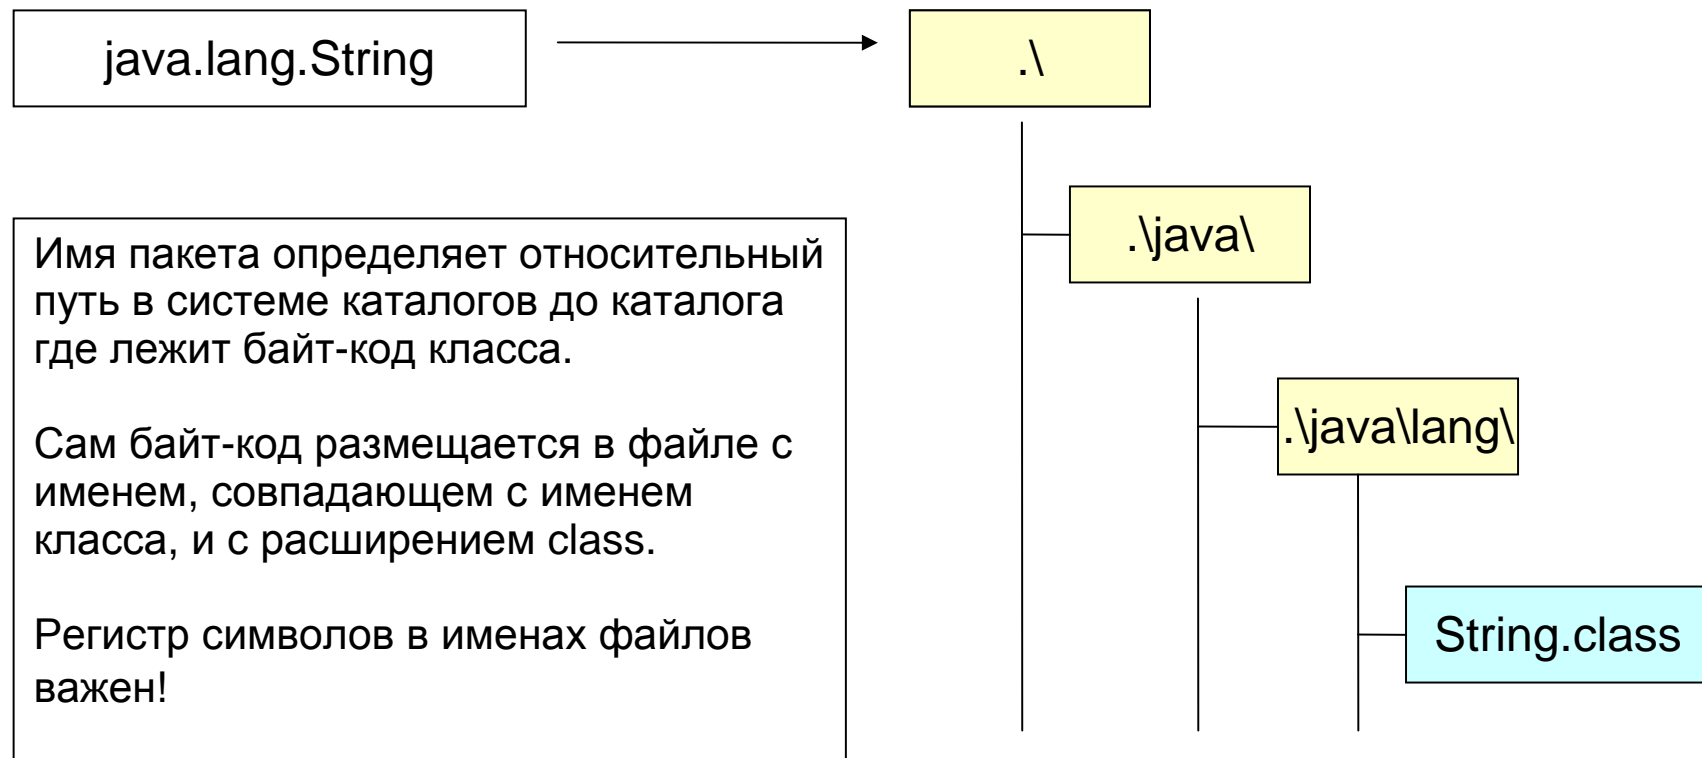 java.lang.String
.\
.\java\
.\java\lang\
String.class
Имя пакета определяет относительный
путь в системе каталогов до каталога
где лежит байт-код класса.
Сам байт-код размещается в файле с
именем, совпадающем с именем
класса, и с расширением class.
Регистр символов в именах файлов
важен!